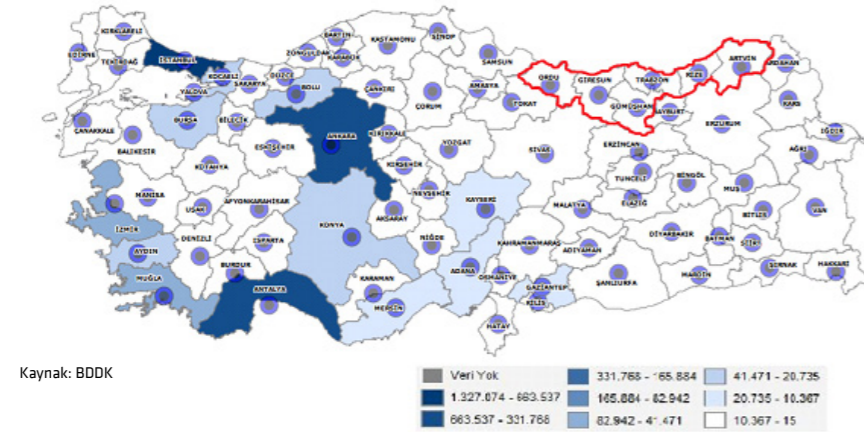 KIRKLARELİ
EDİRNE
TEKİRDAĞ
İSTANBUL
KOCAELİ
YALOVA
SAKARYA
DÜZCE
BOLU
ZONGULDAK
BARTIN
KARABÜK
KASTAMONU
SİNOP
SAMSUN
ÇANKIRI
ÇORUM
AMASYA
TOKAT
ORDU
GİRESUN
TRABZON
GÜMÜŞHAN
RİZE
ARTVİN
ARDAHAN
BAYBURT
KARS
IĞDIR
ERZURUM
AĞRI
ÇANAKKALE
BALIKESİR
BURSA
BİLECİK
ESKİŞEHİR
KÜTAHYA
ANKARA
KIRIKKALE
KIRŞEHİR
YOZGAT
SİVAS
ERZİNCAN
TUNCELİ
BİNGÖL
MUŞ
ELAZIĞ
BİTLİS
VAN
MANİSA
UŞAK
AFYONKARAHİSAR
İZMİR
AYDIN
DENİZLİ
ISPARTA
BURDUR
MUĞLA
ANTALYA
KONYA
AKSARAY
NEVŞEHİR
NİĞDE
KAYSERİ
KAHRAMANMARAŞ
MALATYA
ADIYAMAN
DİYARBAKIR
BATMAN
SİİRT
ŞIRNAK
HAKKARİ
MARDİN
ŞANLIURFA
GAZİANTEP
KİLİS
OSMANİYE
ADANA
KARAMAN
MERSİN
HATAY
Kaynak: BDDK
Veri Yok
1.327.074 - 663.537
663.537 - 331.768
331.768 - 165.884
165.884 - 82.942
82.942 - 41.471
41.471 - 20.735
20.735 - 10.367
10.367 - 15